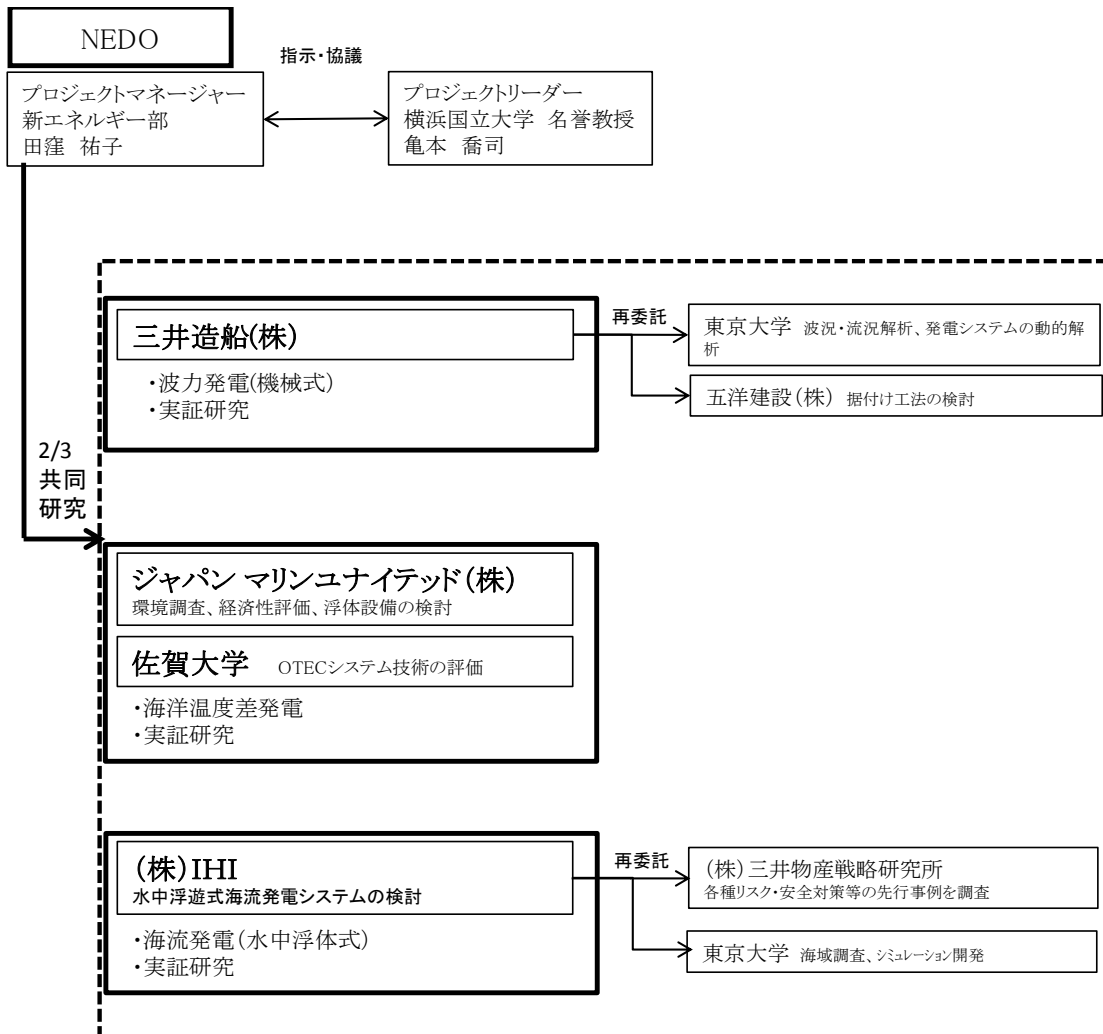 NEDO
指示・協議
プロジェクトマネージャー
新エネルギー部
田窪 祐子
プロジェクトリーダー
横浜国立大学 名誉教授
亀本 喬司
2/3
共同
研究
三井造船(株)
・波力発電(機械式)
・実証研究
再委託
東京大学 波況・流況解析、発電システムの動的解
析
五洋建設(株) 据付け工法の検討
ジャパン マリンユナイテッド(株)
環境調査、経済性評価、浮体設備の検討
佐賀大学 OTECシステム技術の評価
・海洋温度差発電
・実証研究
(株)IHI
水中浮遊式海流発電システムの検討
・海流発電(水中浮体式)
・実証研究
再委託
(株)三井物産戦略研究所
各種リスク・安全対策等の先行事例を調査
東京大学 海域調査、シミュレーション開発